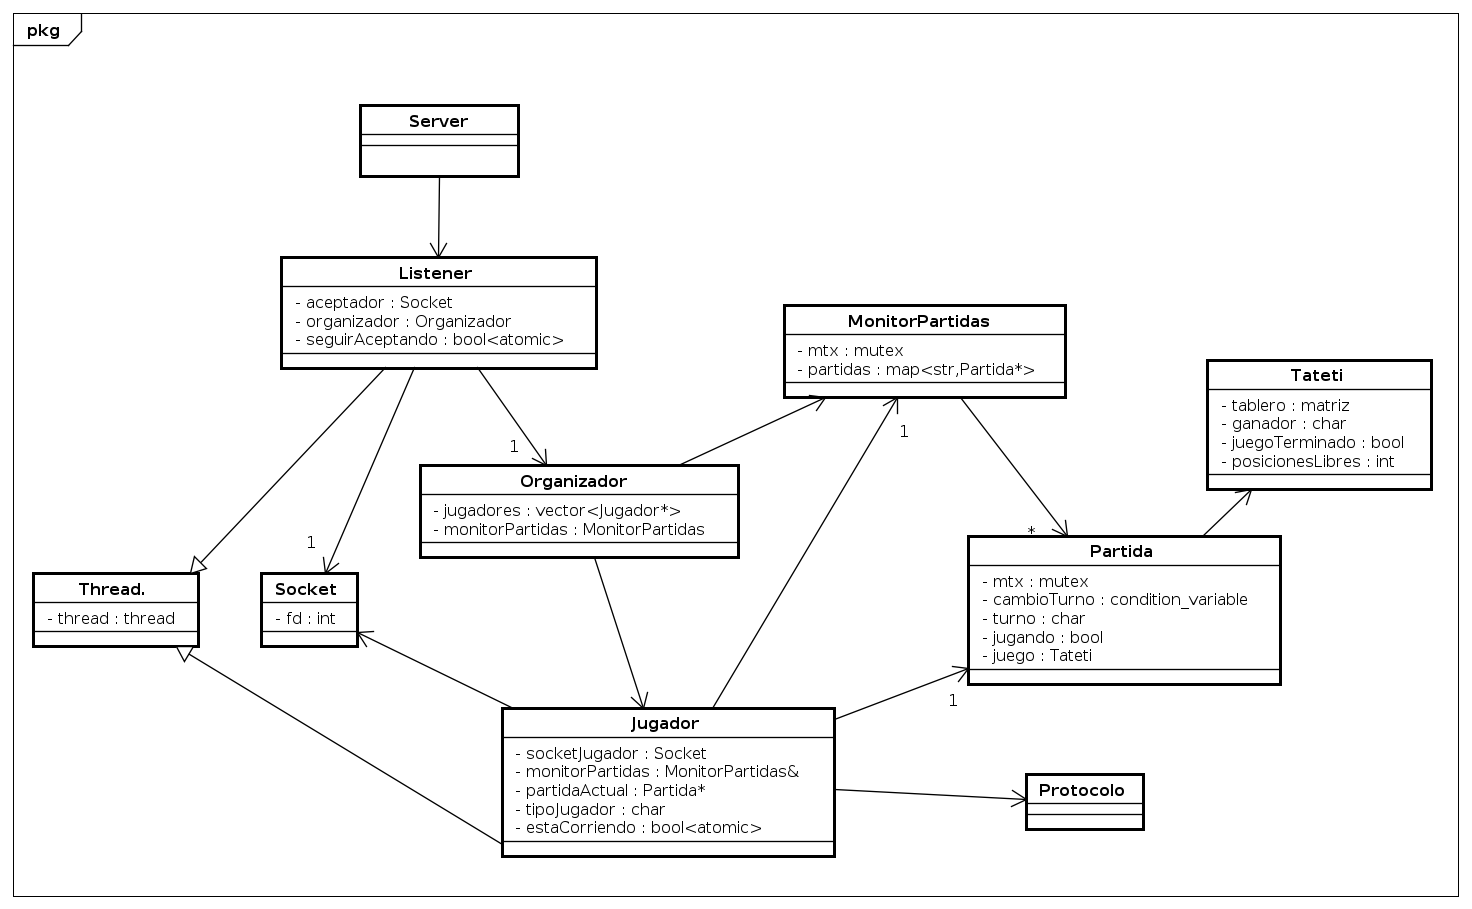 pkg
Server
Listener
- aceptador : Socket
- organizador : Organizador
- seguirAceptando : bool<atomic>
MonitorPartidas
- mtx : mutex
- partidas : map<str,Partida*>
1
Tateti
- tablero : matriz
- ganador : char
- juegoTerminado : bool
- posicionesLibres : int
1
Organizador
- jugadores : vector<Jugador*>
- monitorPartidas : MonitorPartidas
1
*
Partida
- mtx : mutex
- cambioTurno : condition_variable
- turno : char
- jugando : bool
- juego : Tateti
Thread.
- thread : thread
Socket
- fd : int
1
Jugador
- socketJugador : Socket
- monitorPartidas : MonitorPartidas&
- partidaActual : Partida*
- tipoJugador : char
- estaCorriendo : bool<atomic>
Protocolo